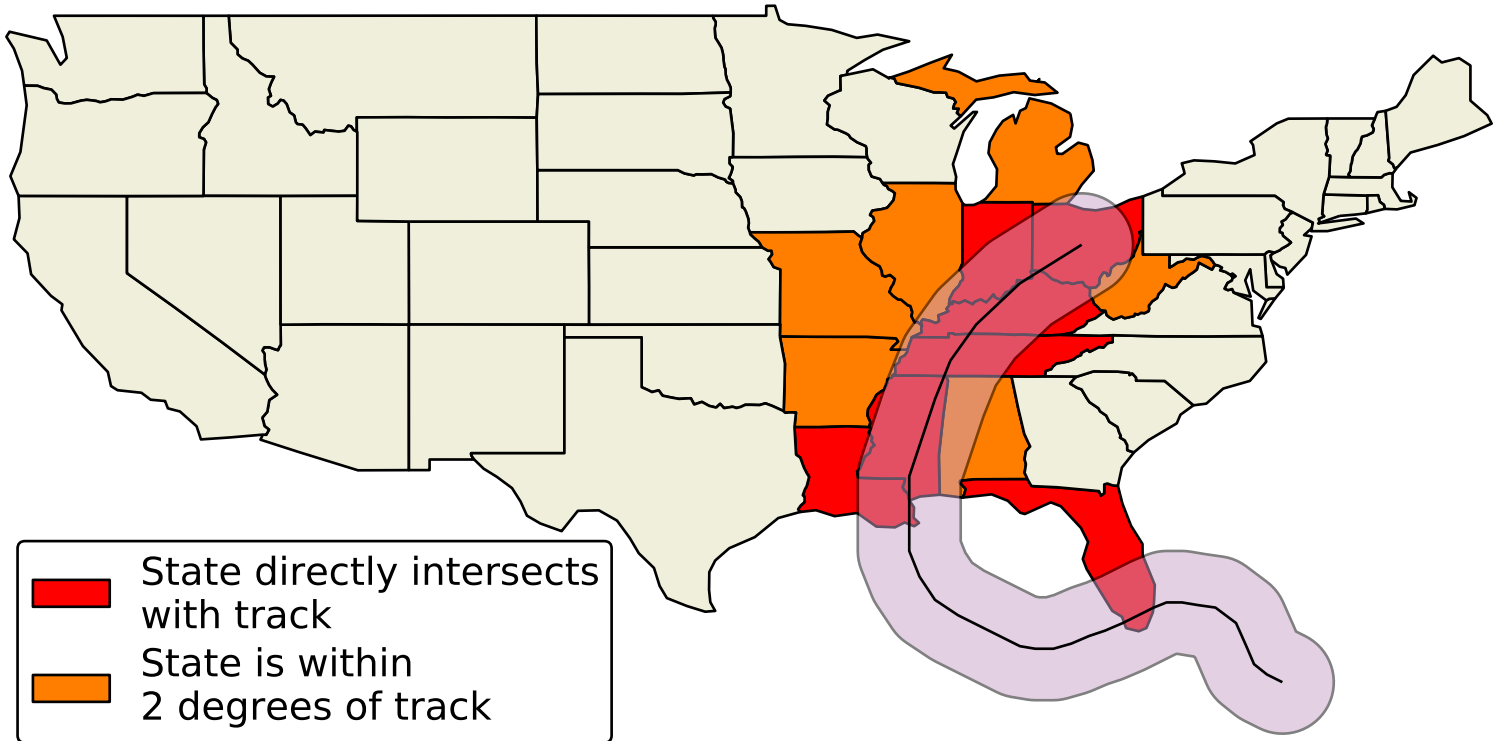 State directly intersects
with track
State is within
2 degrees of track